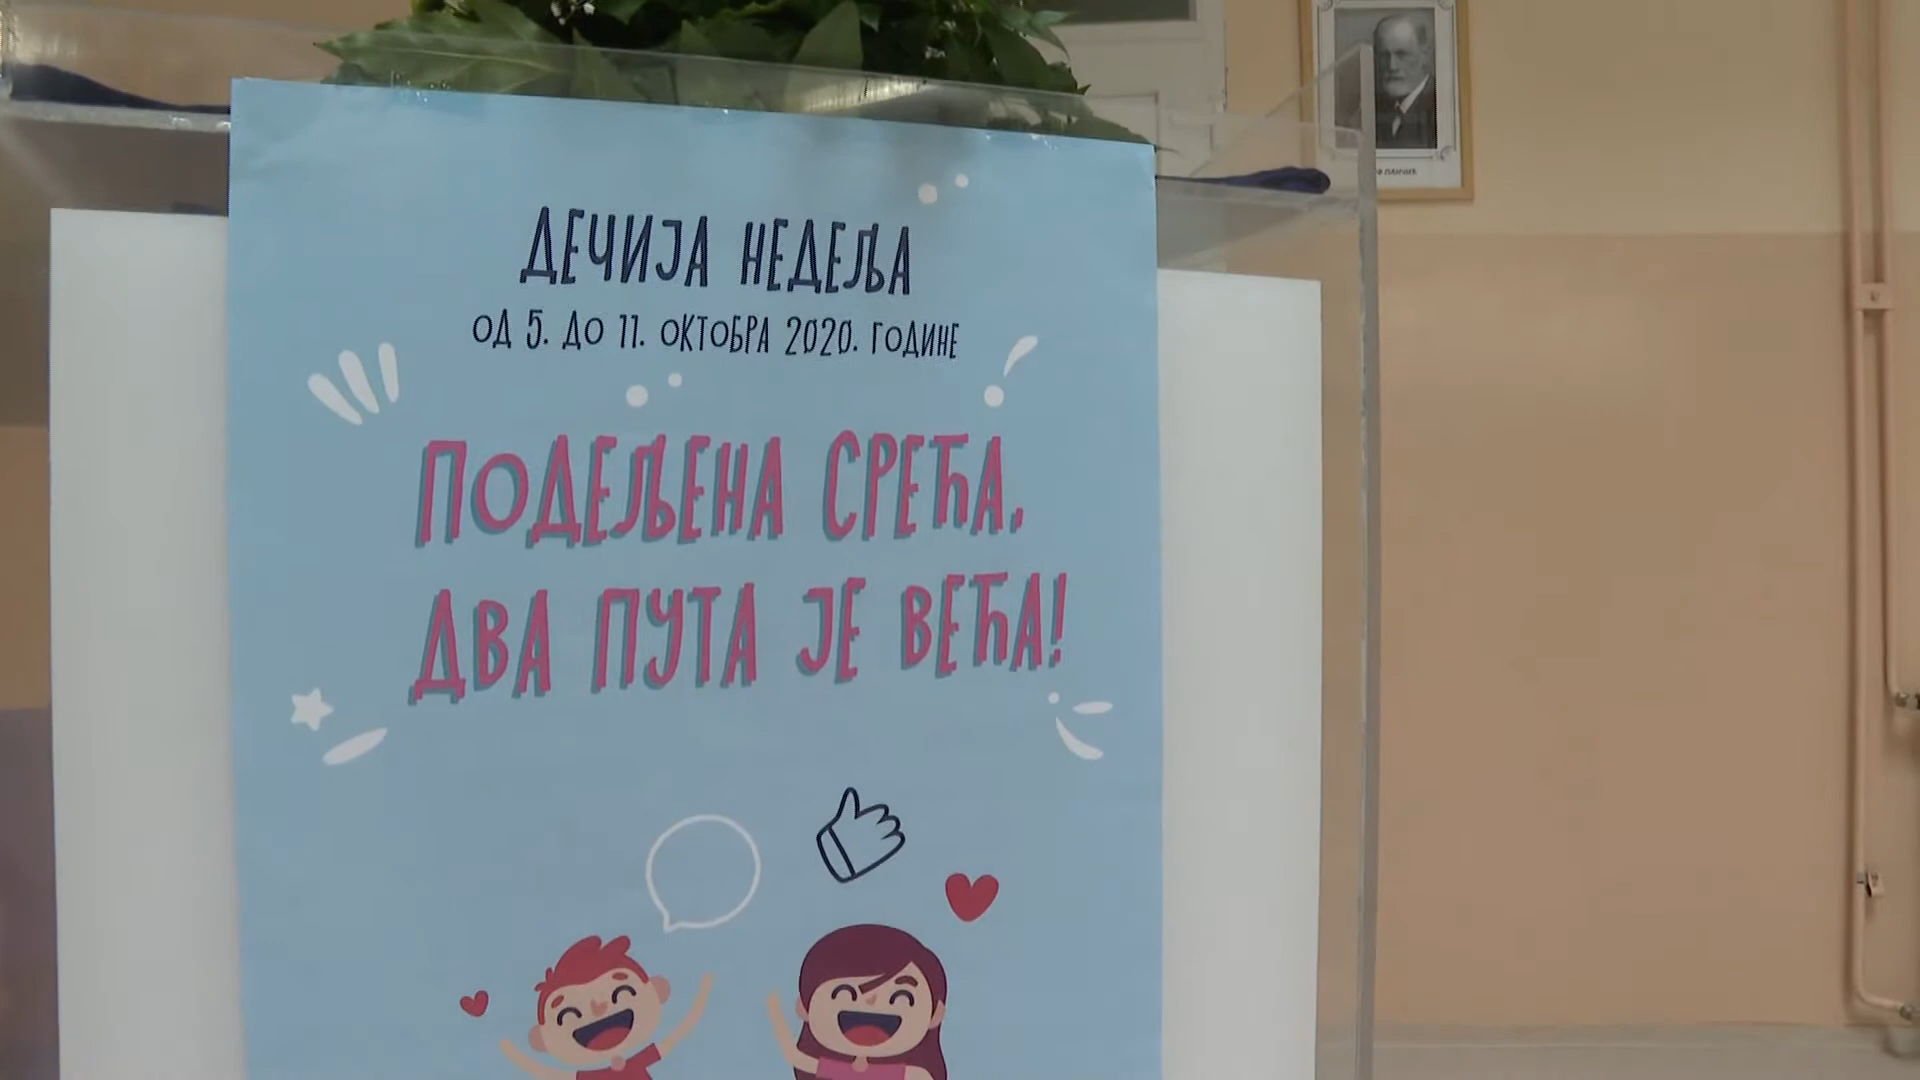 ДЕЧИЈА НЕДЕЉА
ОД 5. ДО 11. ОКТОБРА 2020. ГОДИНЕ
ПОДЕЉЕНА СРЕЋА,
ДВА ПУТА ЈЕ ВЕЋА!